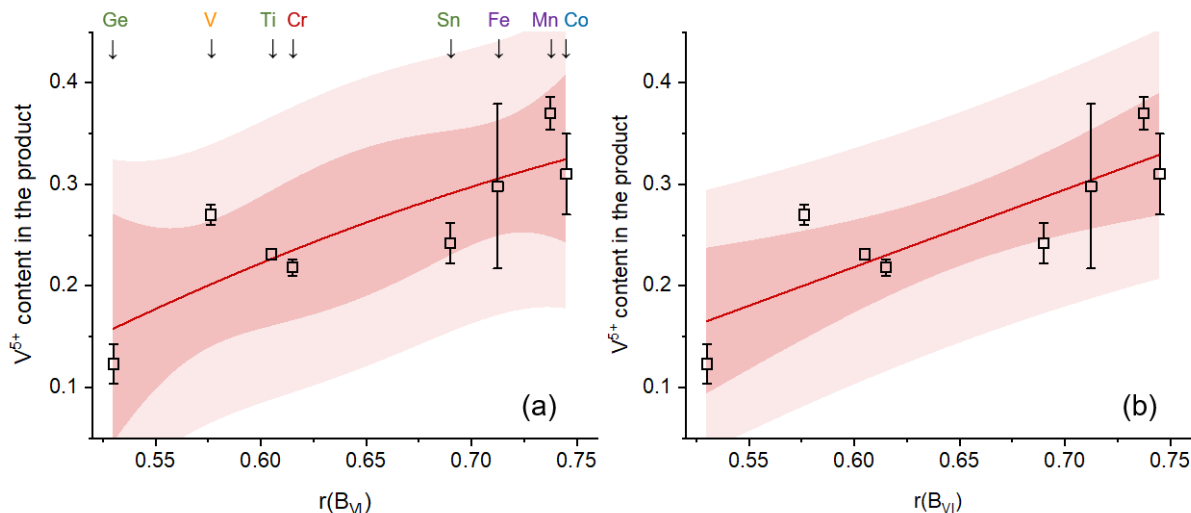 Ge V Ti Cr Sn Fe Mn Co
↓ ↓ ↓ ↓ ↓ ↓ ↓ ↓
V⁵⁺ content in the product
0.4
0.3
0.2
0.1
(a)
0.55 0.60 0.65 0.70 0.75
r(B_VI)
V⁵⁺ content in the product
0.4
0.3
0.2
0.1
(b)
0.55 0.60 0.65 0.70 0.75
r(B_VI)